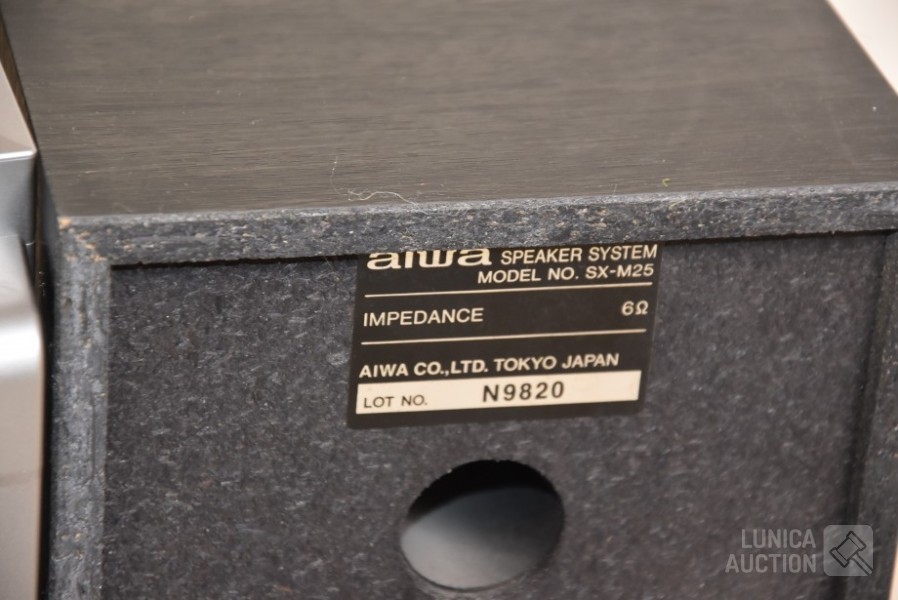 aiwa SPEAKER SYSTEM
MODEL NO. SX-M25
IMPEDANCE 6Ω
AIWA CO.,LTD. TOKYO JAPAN
LOT NO. N9820
LUNICA
AUCTION